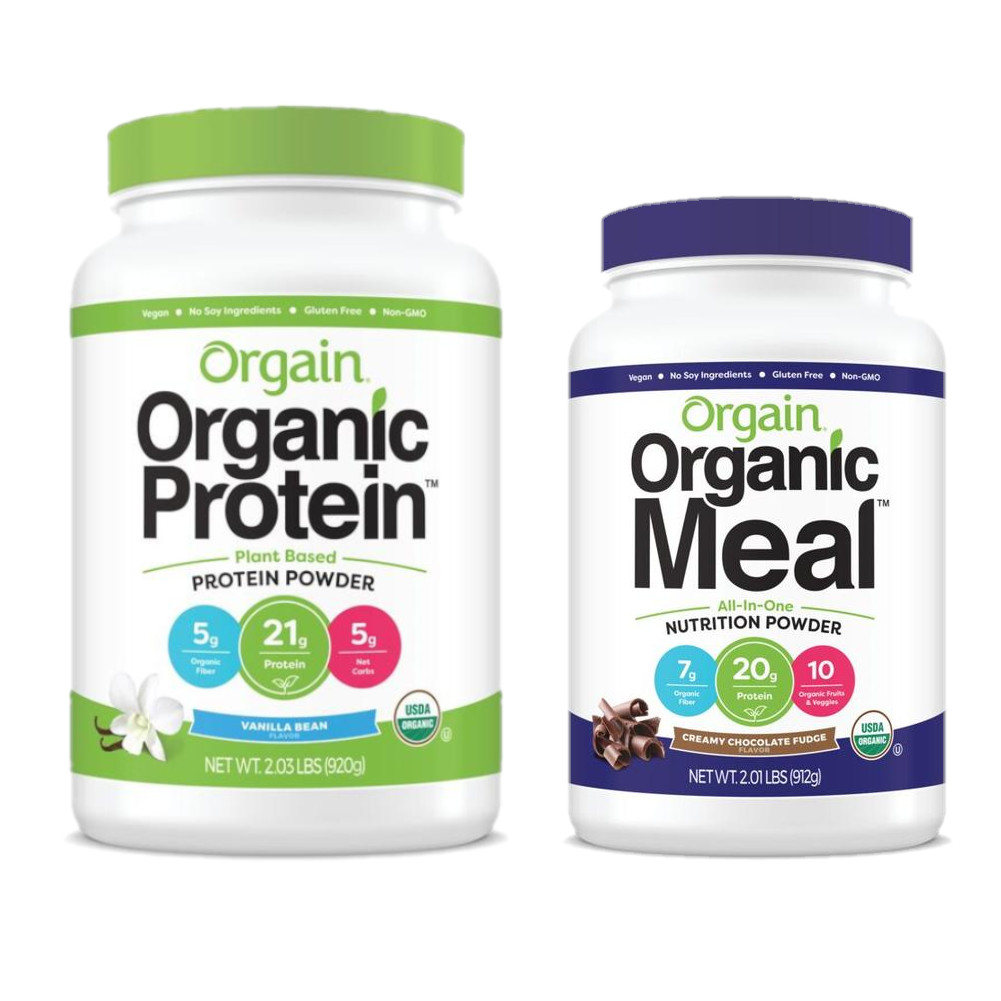 Vegan • No Soy Ingredients • Gluten Free • Non-GMO
Orgain
Organic
Protein™
Plant Based
PROTEIN POWDER
5g
Organic
Fiber
21g
Protein
5g
Net
Carbs
VANILLA BEAN
FLAVOR
USDA
ORGANIC
U
NET WT. 2.03 LBS (920g)
Vegan • No Soy Ingredients • Gluten Free • Non-GMO
Orgain
Organic
Meal™
All-In-One
NUTRITION POWDER
7g
Organic
Fiber
20g
Protein
10
Organic Fruits
& Veggies
CREAMY CHOCOLATE FUDGE
FLAVOR
USDA
ORGANIC
U
NET WT. 2.01 LBS (912g)